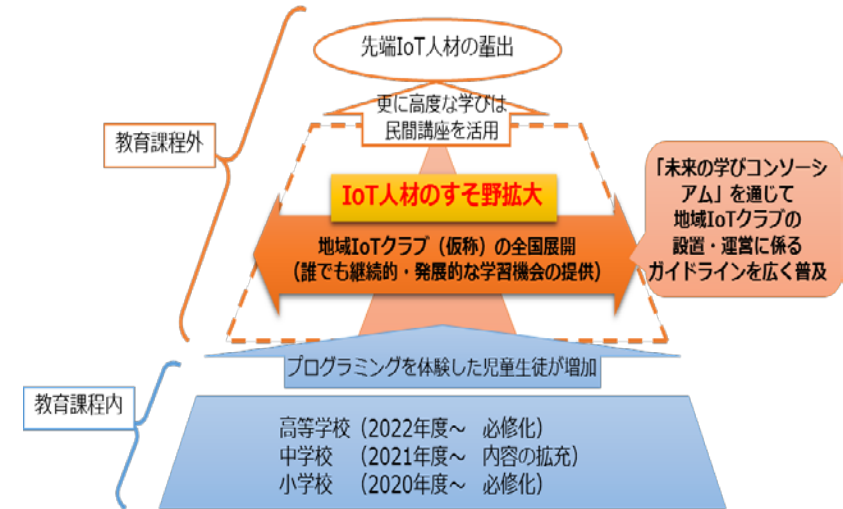 先端IoT人材の輩出
更に高度な学びは
民間講座を活用
教育課程外
IoT人材のすそ野拡大
地域IoTクラブ（仮称）の全国展開
（誰でも継続的・発展的な学習機会の提供）
「未来の学びコンソーシ
アム」を通じて
地域IoTクラブの
設置・運営に係る
ガイドラインを広く普及
プログラミングを体験した児童生徒が増加
教育課程内
高等学校（2022年度～　必修化）
中学校　（2021年度～　内容の拡充）
小学校　（2020年度～　必修化）